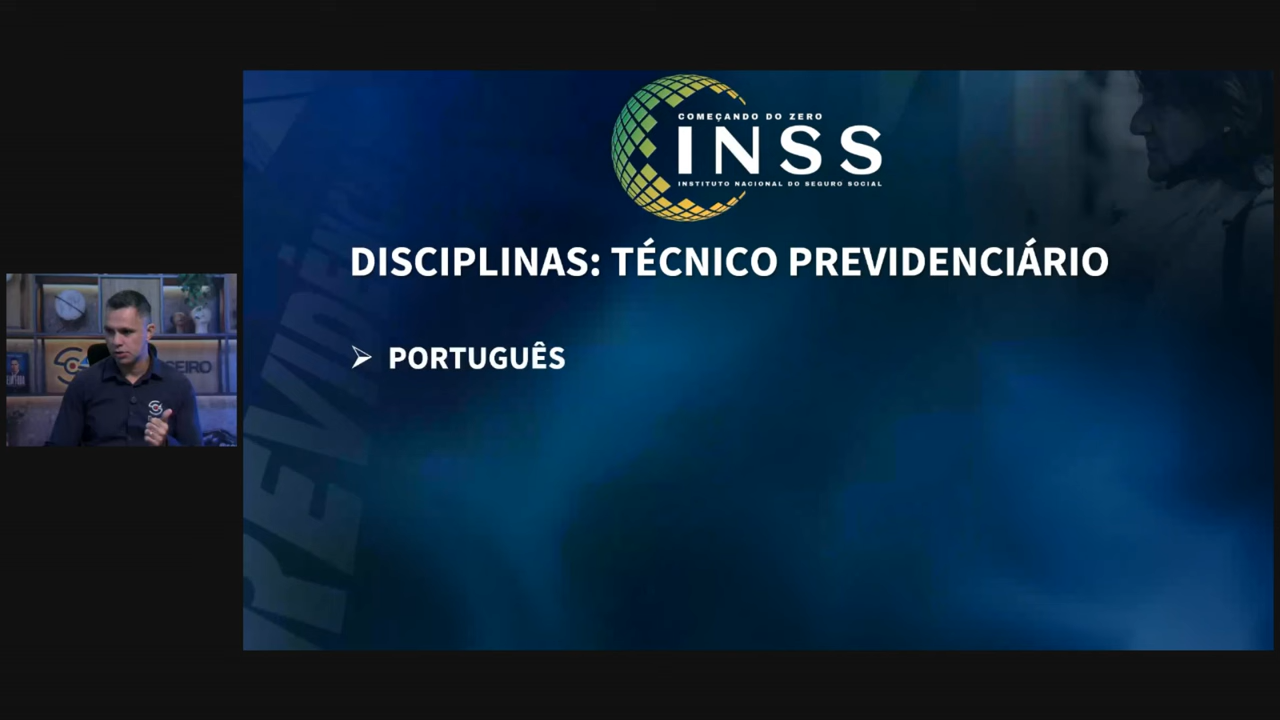 COMEÇANDO DO ZERO
INSS
INSTITUTO NACIONAL DO SEGURO SOCIAL
DISCIPLINAS: TÉCNICO PREVIDENCIÁRIO
➢ PORTUGUÊS